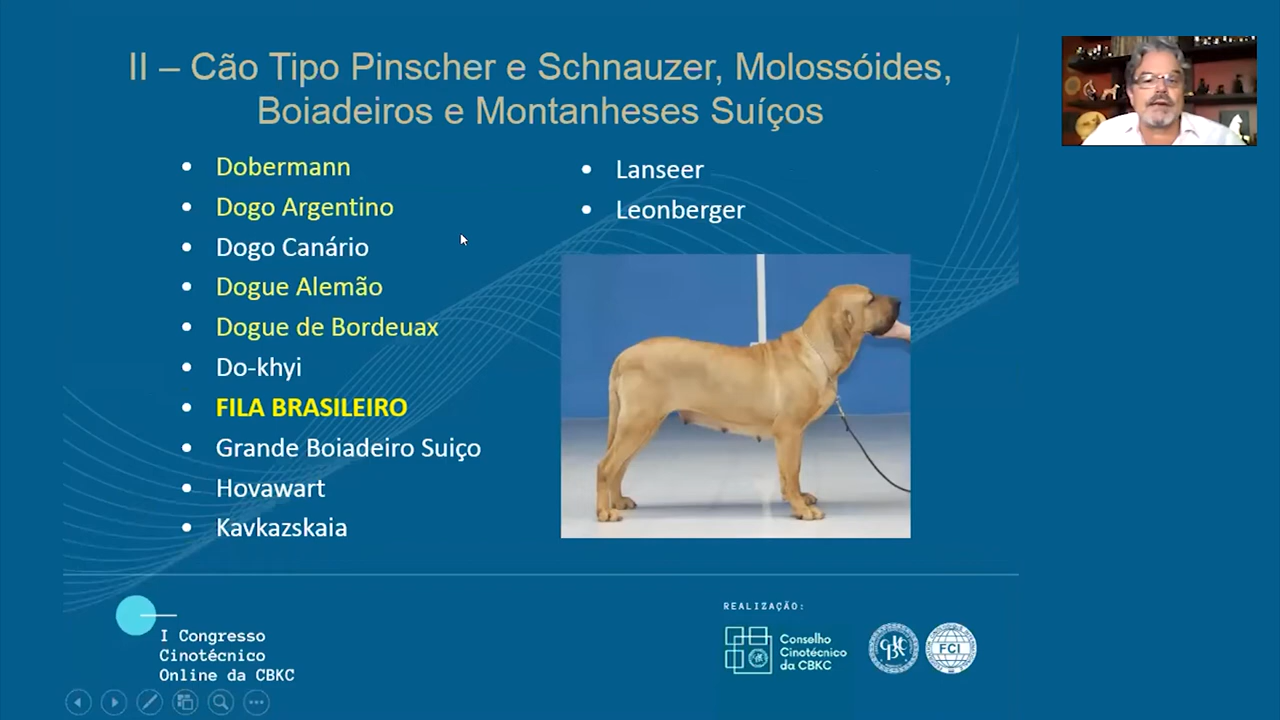 II – Cão Tipo Pinscher e Schnauzer, Molossóides,
Boiadeiros e Montanheses Suíços
Dobermann
Dogo Argentino
Dogo Canário
Dogue Alemão
Dogue de Bordeuax
Do-khyi
FILA BRASILEIRO
Grande Boiadeiro Suiço
Hovawart
Kavkazskaia
Lanseer
Leonberger
I Congresso
Cinotécnico
Online da CBKC
REALIZAÇÃO:
Conselho
Cinotécnico
da CBKC
FCI